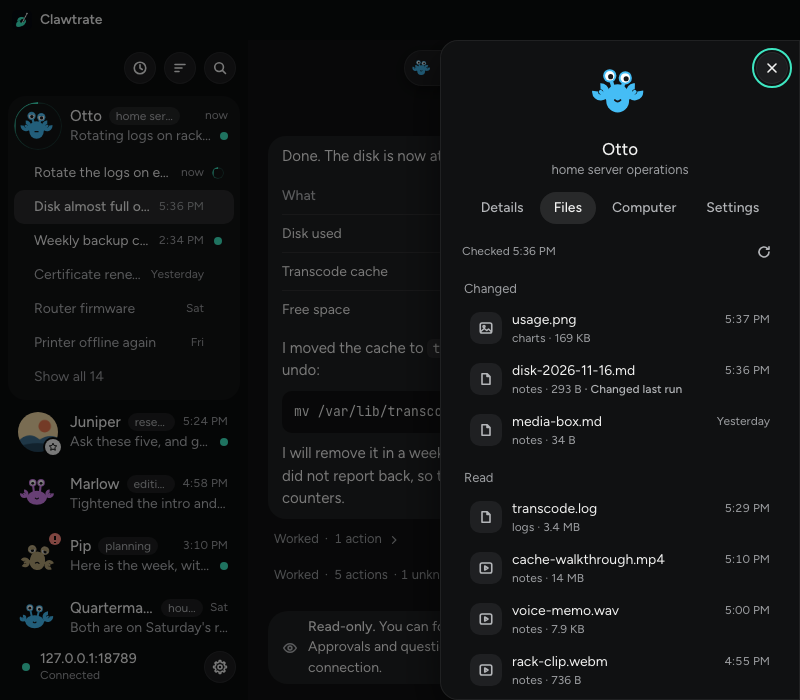 Clawtrate
Otto home ser... now
Rotating logs on rack...
Rotate the logs on e... now
Disk almost full o... 5:36 PM
Weekly backup c... 2:34 PM
Certificate rene... Yesterday
Router firmware Sat
Printer offline again Fri
Show all 14
Juniper rese... 5:24 PM
Ask these five, and g...
Marlow editi... 4:58 PM
Tightened the intro and...
Pip planning 3:10 PM
Here is the week, wit...
Quarterma... hou... Sat
Both are on Saturday's r...
127.0.0.1:18789
Connected
Done. The disk is now at
What
Disk used
Transcode cache
Free space
I moved the cache to
undo:
mv /var/lib/transco
I will remove it in a week
did not report back, so
counters.
Worked · 1 action
Worked · 5 actions · 1 unkn
Read-only. You can fo
Approvals and questi
connection.
Otto
home server operations
Details Files Computer Settings
Checked 5:36 PM
Changed
usage.png 5:37 PM
charts · 169 KB
disk-2026-11-16.md 5:36 PM
notes · 293 B · Changed last run
media-box.md Yesterday
notes · 34 B
Read
transcode.log 5:29 PM
logs · 3.4 MB
cache-walkthrough.mp4 5:10 PM
notes · 14 MB
voice-memo.wav 5:00 PM
notes · 7.9 KB
rack-clip.webm 4:55 PM
notes · 736 B